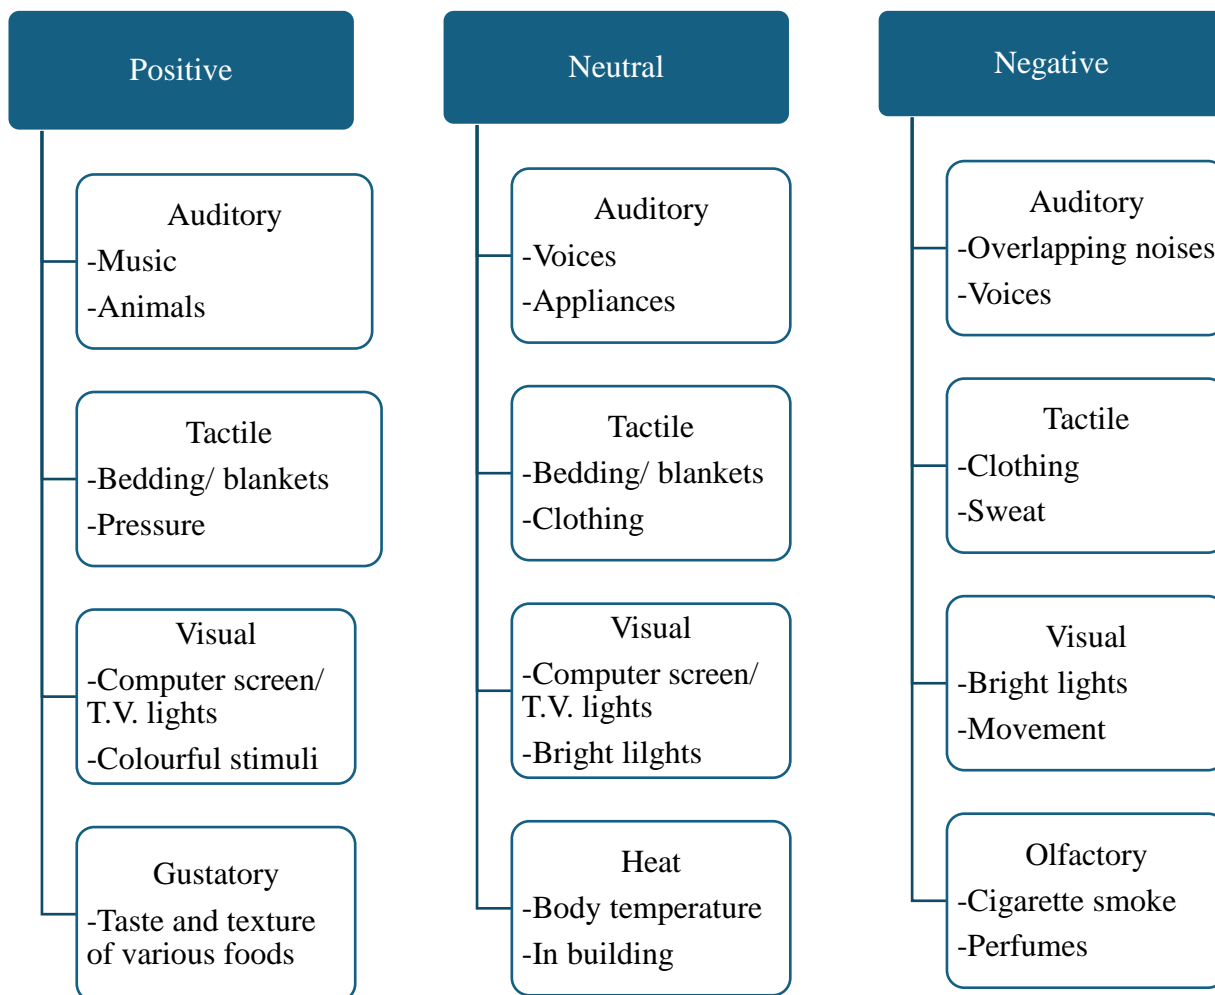 Positive
Auditory
-Music
-Animals
Tactile
-Bedding/ blankets
-Pressure
Visual
-Computer screen/
T.V. lights
-Colourful stimuli
Gustatory
-Taste and texture
of various foods
Neutral
Auditory
-Voices
-Appliances
Tactile
-Bedding/ blankets
-Clothing
Visual
-Computer screen/
T.V. lights
-Bright lilghts
Heat
-Body temperature
-In building
Negative
Auditory
-Overlapping noises
-Voices
Tactile
-Clothing
-Sweat
Visual
-Bright lights
-Movement
Olfactory
-Cigarette smoke
-Perfumes